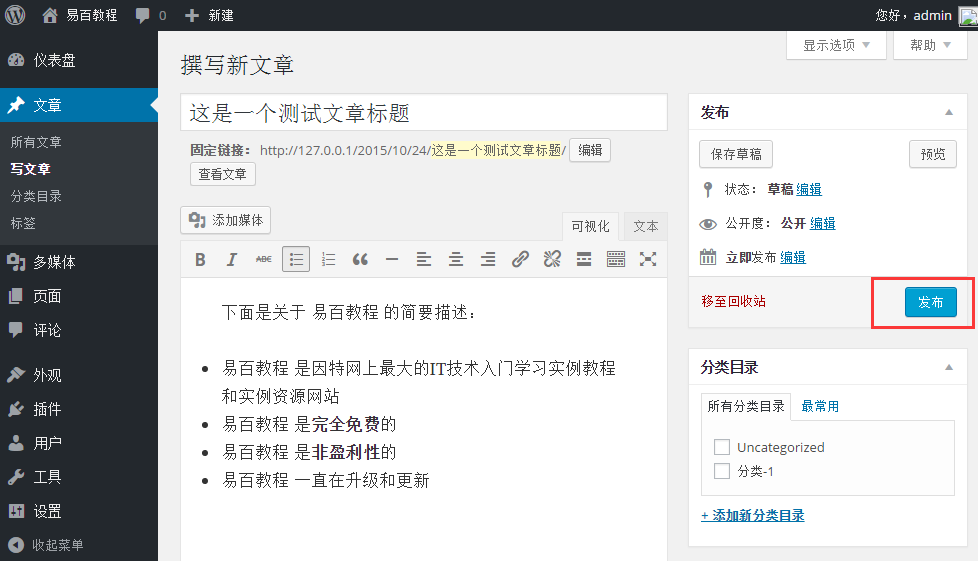 易百教程 0 新建 您好，admin
仪表盘
文章
所有文章
写文章
分类目录
标签
多媒体
页面
评论
外观
插件
用户
工具
设置
收起菜单
显示选项 帮助
撰写新文章
这是一个测试文章标题
固定链接： http://127.0.0.1/2015/10/24/这是一个测试文章标题/ 编辑
查看文章
添加媒体
可视化 文本
B I ABC
下面是关于 易百教程 的简要描述：
易百教程 是因特网上最大的IT技术入门学习实例教程
和实例资源网站
易百教程 是完全免费的
易百教程 是非盈利性的
易百教程 一直在升级和更新
发布
保存草稿 预览
状态： 草稿 编辑
公开度： 公开 编辑
立即发布 编辑
移至回收站 发布
分类目录
所有分类目录 最常用
Uncategorized
分类-1
+ 添加新分类目录